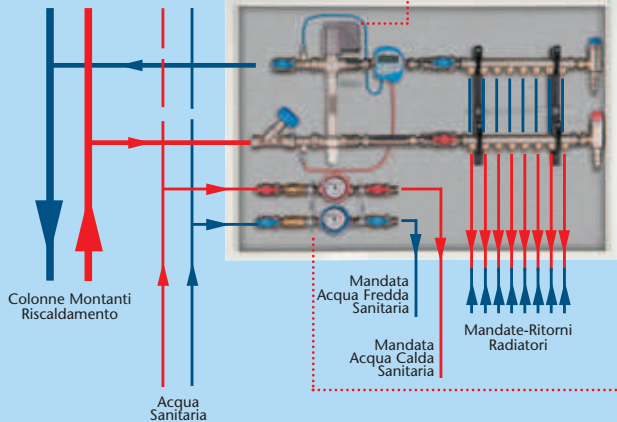 Colonne Montanti
Riscaldamento
Acqua
Sanitaria
Mandata
Acqua Fredda
Sanitaria
Mandata
Acqua Calda
Sanitaria
Mandate-Ritorni
Radiatori